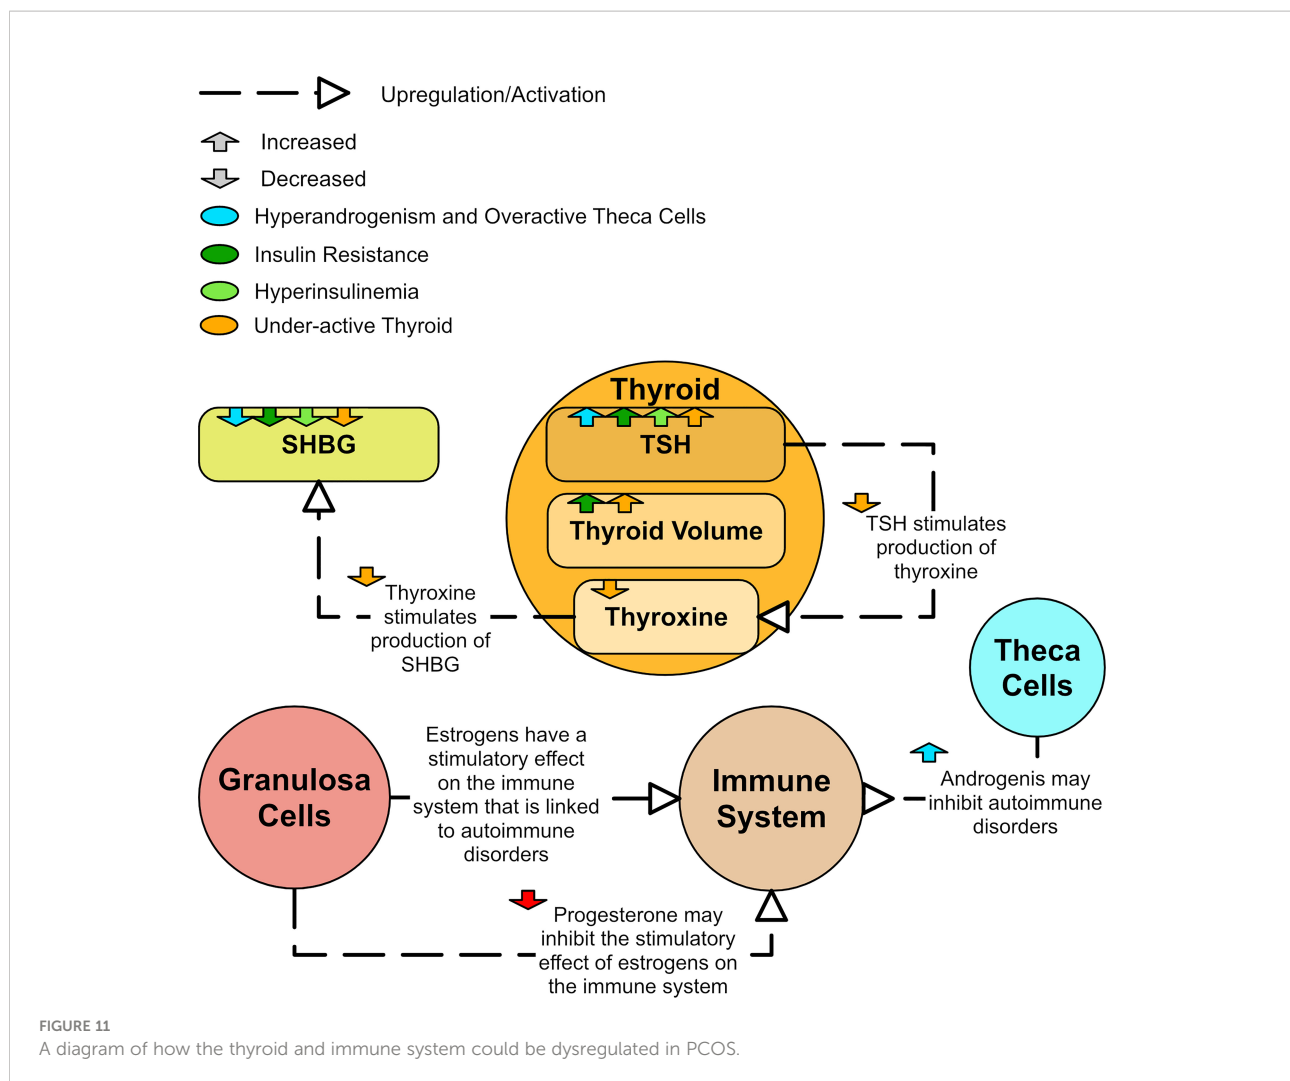 Upregulation/Activation
Increased
Decreased
Hyperandrogenism and Overactive Theca Cells
Insulin Resistance
Hyperinsulinemia
Under-active Thyroid
Thyroid
SHBG
TSH
Thyroid Volume
TSH stimulates
production of
thyroxine
Thyroxine
stimulates
production of
SHBG
Thyroxine
Theca
Cells
Granulosa
Cells
Estrogens have a
stimulatory effect
on the immune
system that is linked
to autoimmune
disorders
Immune
System
Androgenis may
inhibit autoimmune
disorders
Progesterone may
inhibit the stimulatory
effect of estrogens on
the immune system
FIGURE 11
A diagram of how the thyroid and immune system could be dysregulated in PCOS.